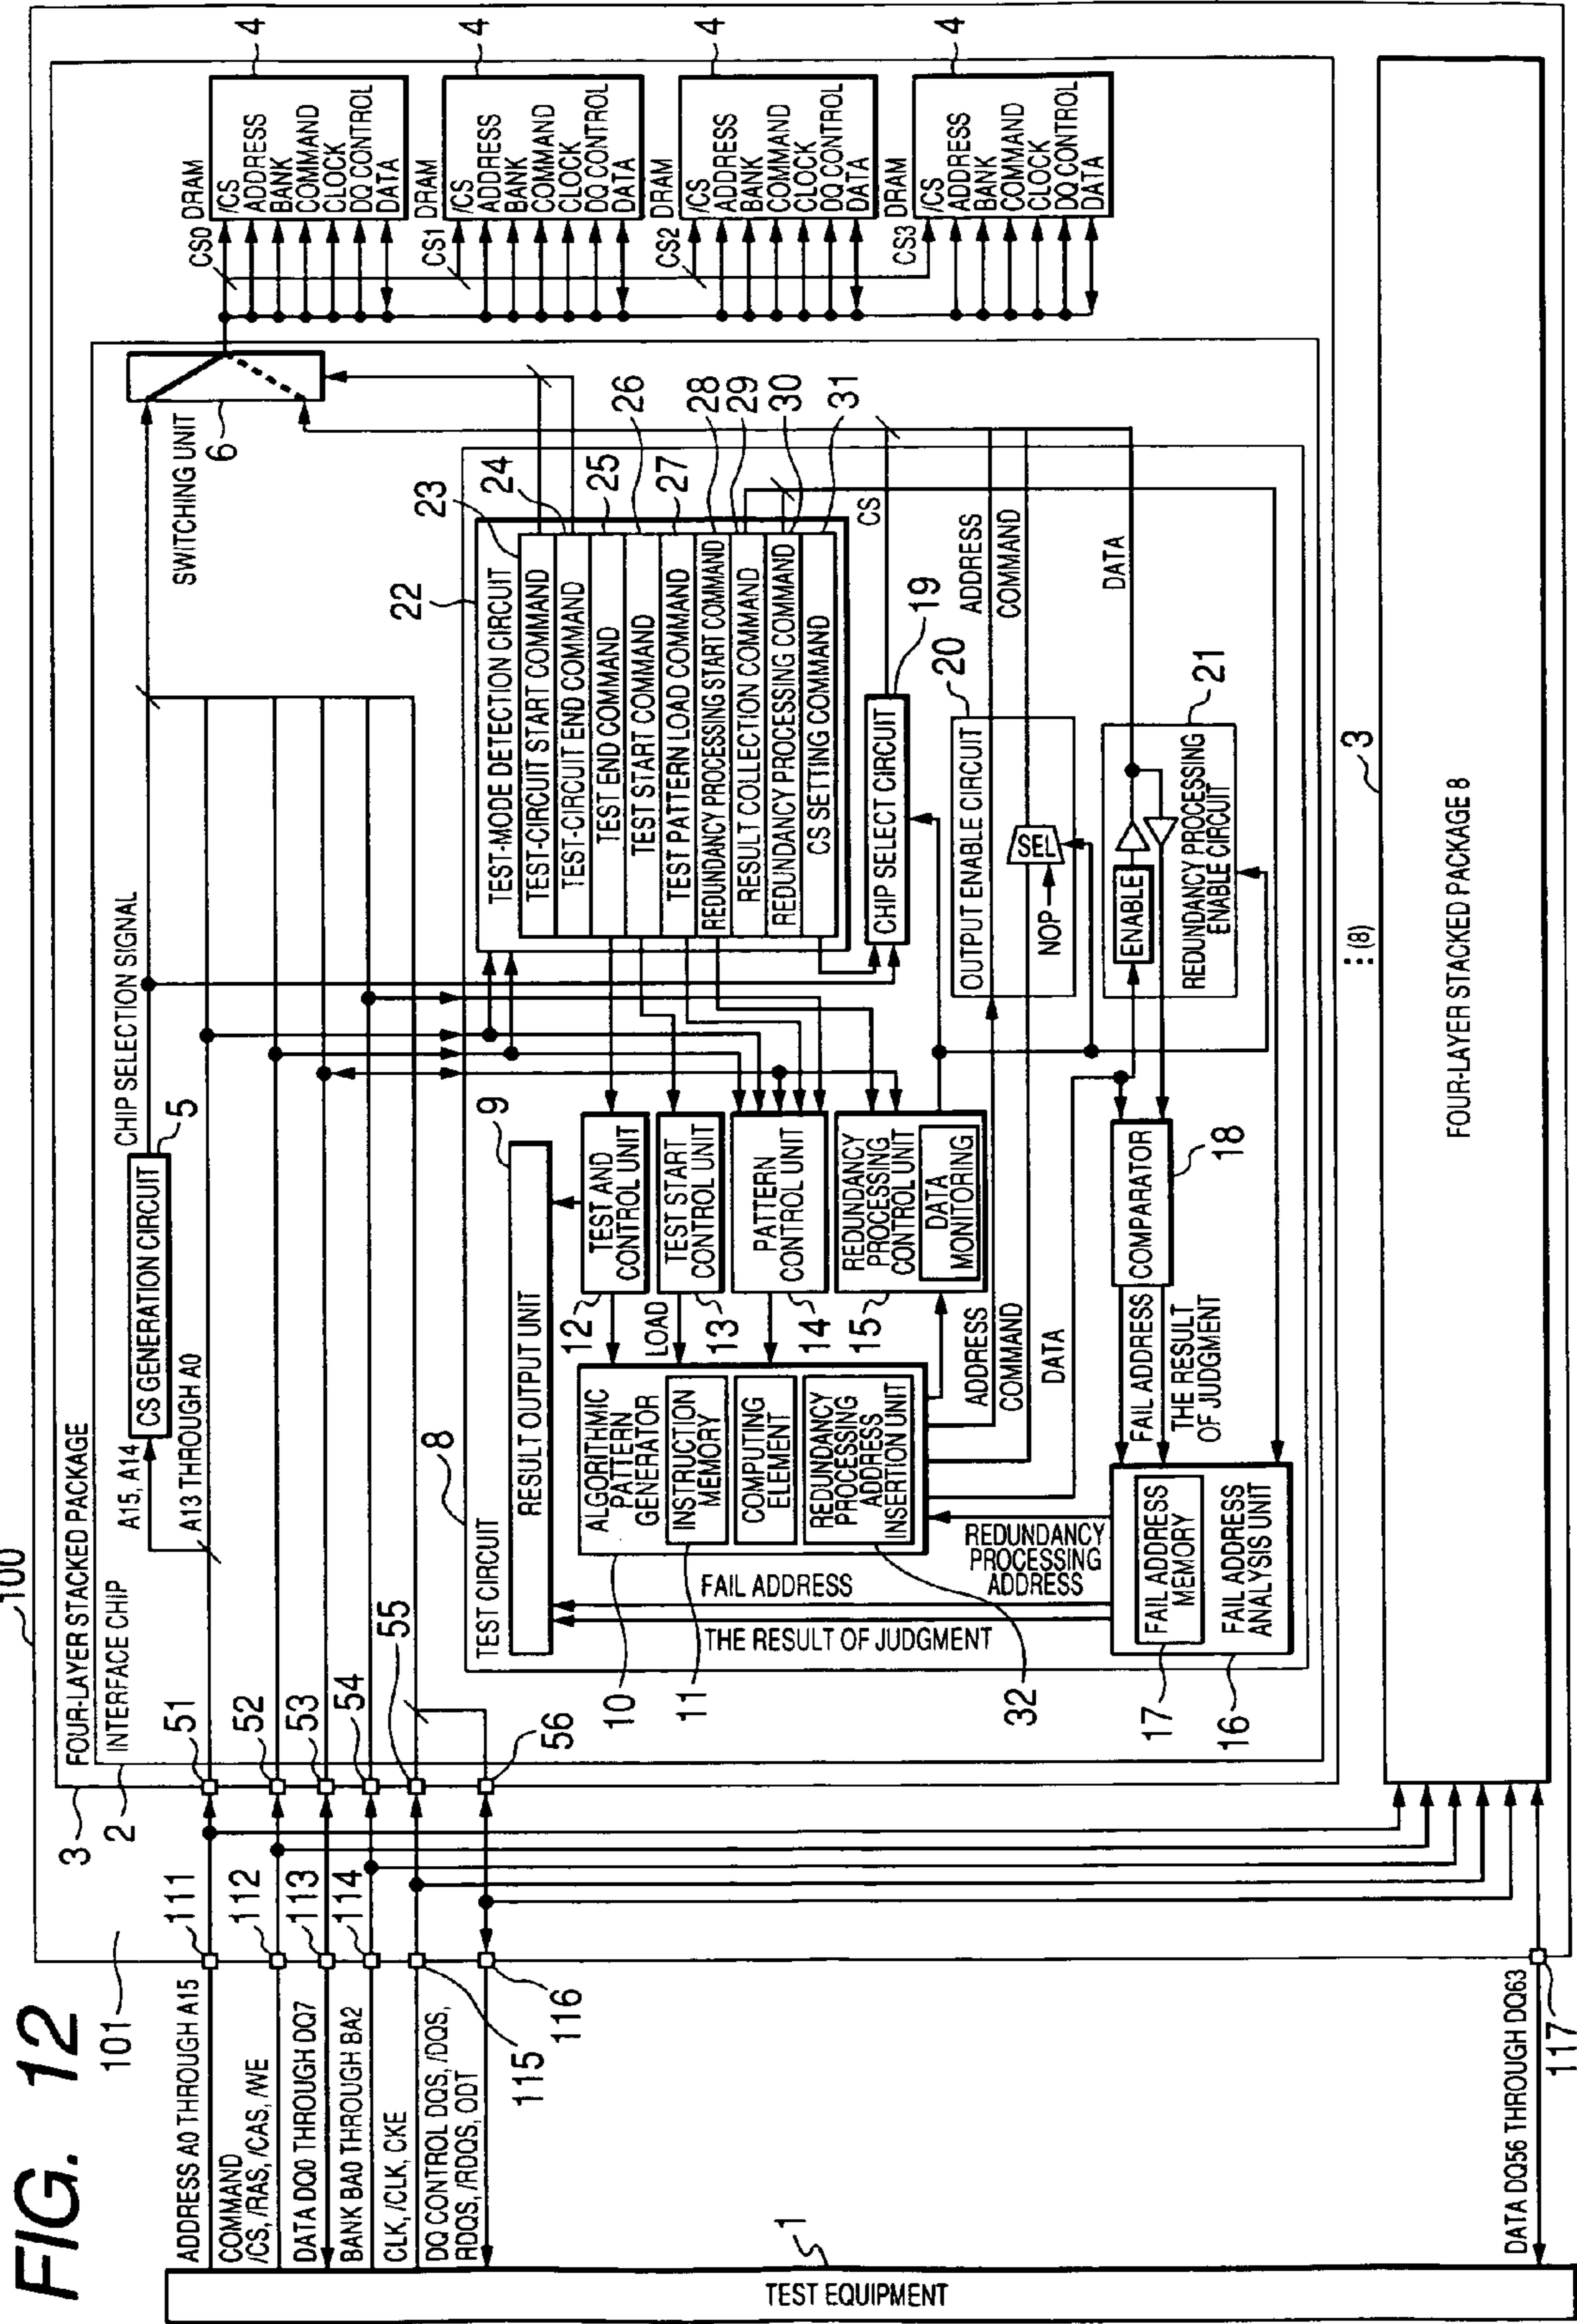 FIG. 12
100
101
ADDRESS A0 THROUGH A15
COMMAND
/CS, /RAS, /CAS, /WE
DATA DQ0 THROUGH DQ7
BANK BA0 THROUGH BA2
CLK, /CLK, CKE
DQ CONTROL DQS, /DQS,
RDQS, /RDQS, ODT
111
112
113
114
115
116
TEST EQUIPMENT
1
DATA DQ56 THROUGH DQ63
117
3
2
51
52
53
54
55
56
FOUR-LAYER STACKED PACKAGE
INTERFACE CHIP
A15, A14
A13 THROUGH A0
CS GENERATION CIRCUIT
5
CHIP SELECTION SIGNAL
SWITCHING UNIT
6
TEST CIRCUIT
8
RESULT OUTPUT UNIT
9
ALGORITHMIC
PATTERN
GENERATOR
INSTRUCTION
MEMORY
COMPUTING
ELEMENT
REDUNDANCY
PROCESSING
ADDRESS
INSERTION UNIT
10
11
32
TEST AND
CONTROL UNIT
12
LOAD
TEST START
CONTROL UNIT
13
PATTERN
CONTROL UNIT
14
REDUNDANCY
PROCESSING
CONTROL UNIT
DATA
MONITORING
15
ADDRESS
COMMAND
DATA
FAIL ADDRESS
THE RESULT OF JUDGMENT
REDUNDANCY
PROCESSING
ADDRESS
FAIL ADDRESS
MEMORY
FAIL ADDRESS
ANALYSIS UNIT
17
16
FAIL ADDRESS
THE RESULT
OF JUDGMENT
COMPARATOR
18
22
TEST-MODE DETECTION CIRCUIT
TEST-CIRCUIT START COMMAND
TEST-CIRCUIT END COMMAND
TEST END COMMAND
TEST START COMMAND
TEST PATTERN LOAD COMMAND
REDUNDANCY PROCESSING START COMMAND
RESULT COLLECTION COMMAND
REDUNDANCY PROCESSING COMMAND
CS SETTING COMMAND
23
24
25
26
27
28
29
30
31
CHIP SELECT CIRCUIT
19
CS
OUTPUT ENABLE CIRCUIT
20
NOP
SEL
ADDRESS
COMMAND
ENABLE
REDUNDANCY PROCESSING
ENABLE CIRCUIT
21
DATA
DRAM
CS0
/CS
ADDRESS
BANK
COMMAND
CLOCK
DQ CONTROL
DATA
4
DRAM
CS1
/CS
ADDRESS
BANK
COMMAND
CLOCK
DQ CONTROL
DATA
4
DRAM
CS2
/CS
ADDRESS
BANK
COMMAND
CLOCK
DQ CONTROL
DATA
4
DRAM
CS3
/CS
ADDRESS
BANK
COMMAND
CLOCK
DQ CONTROL
DATA
4
(8)
3
FOUR-LAYER STACKED PACKAGE 8